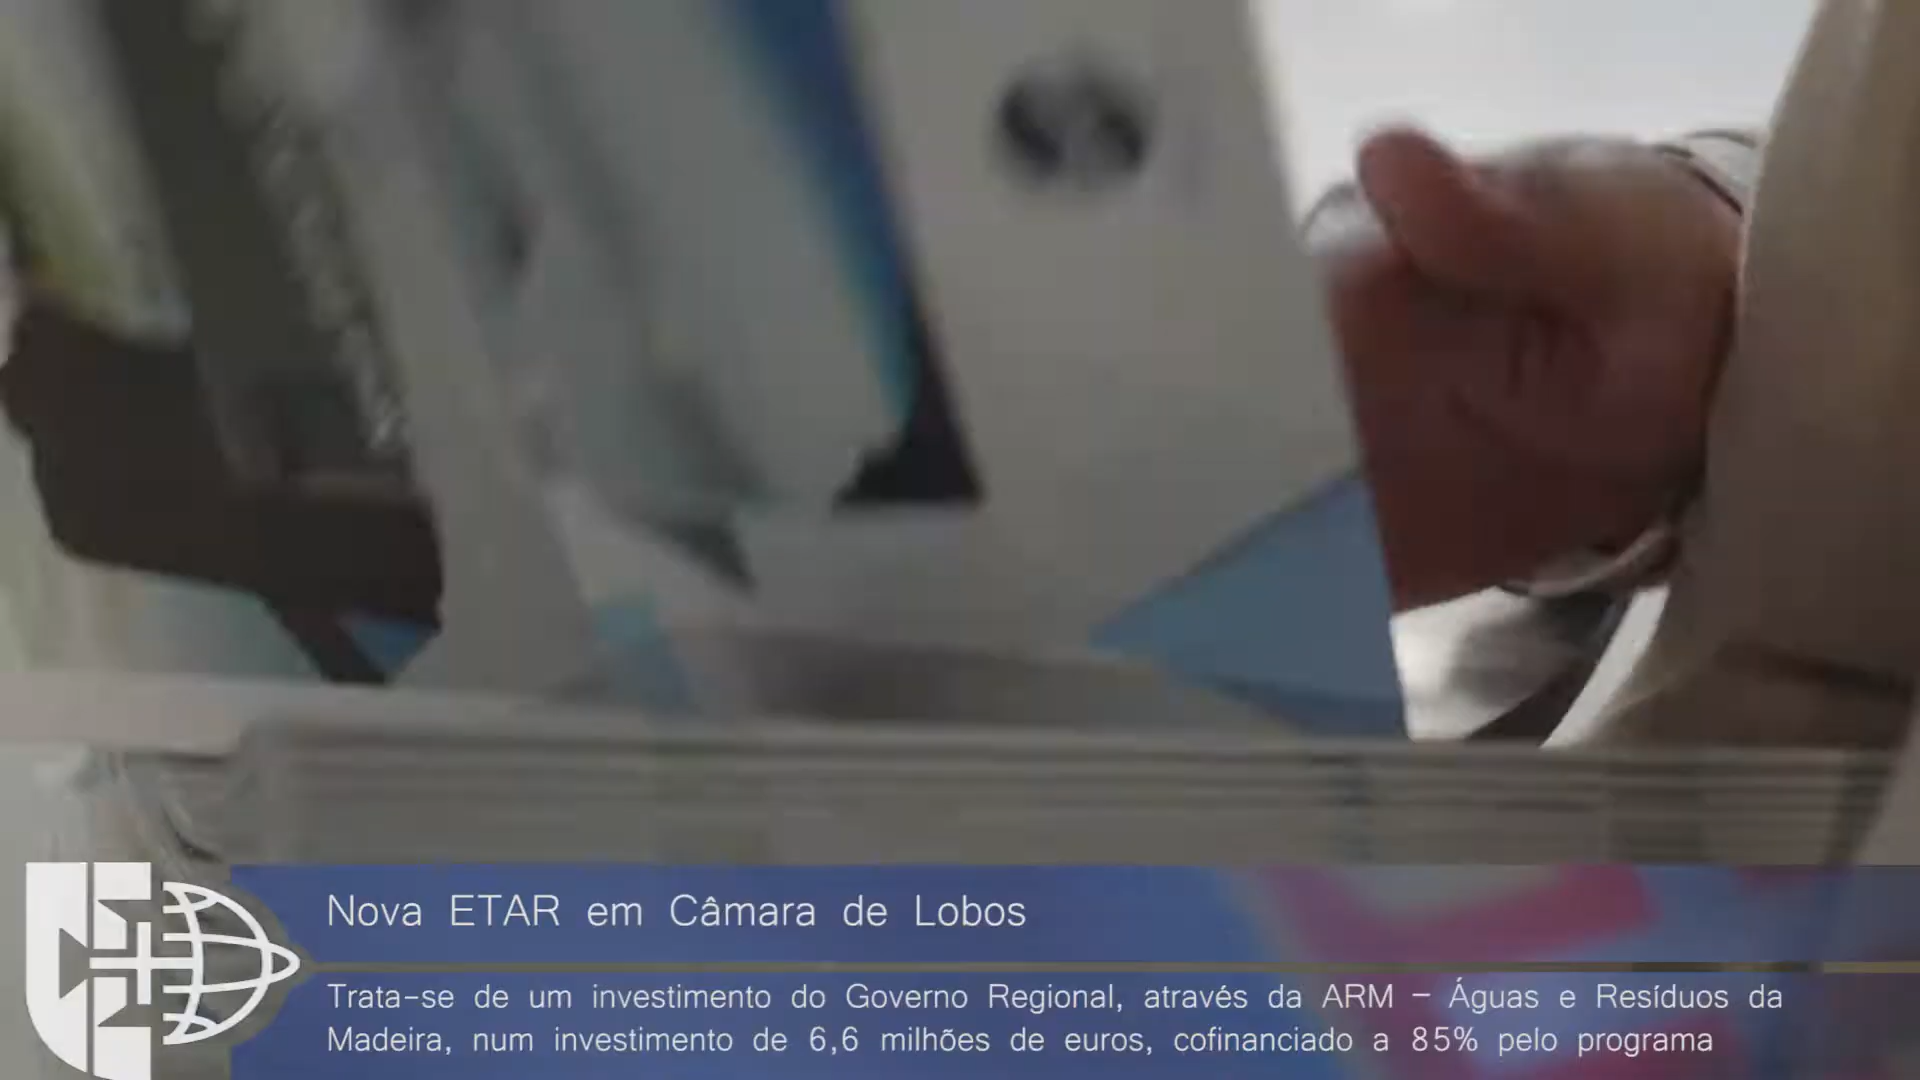 Nova ETAR em Câmara de Lobos
Trata-se de um investimento do Governo Regional, através da ARM - Águas e Resíduos da
Madeira, num investimento de 6,6 milhões de euros, cofinanciado a 85% pelo programa